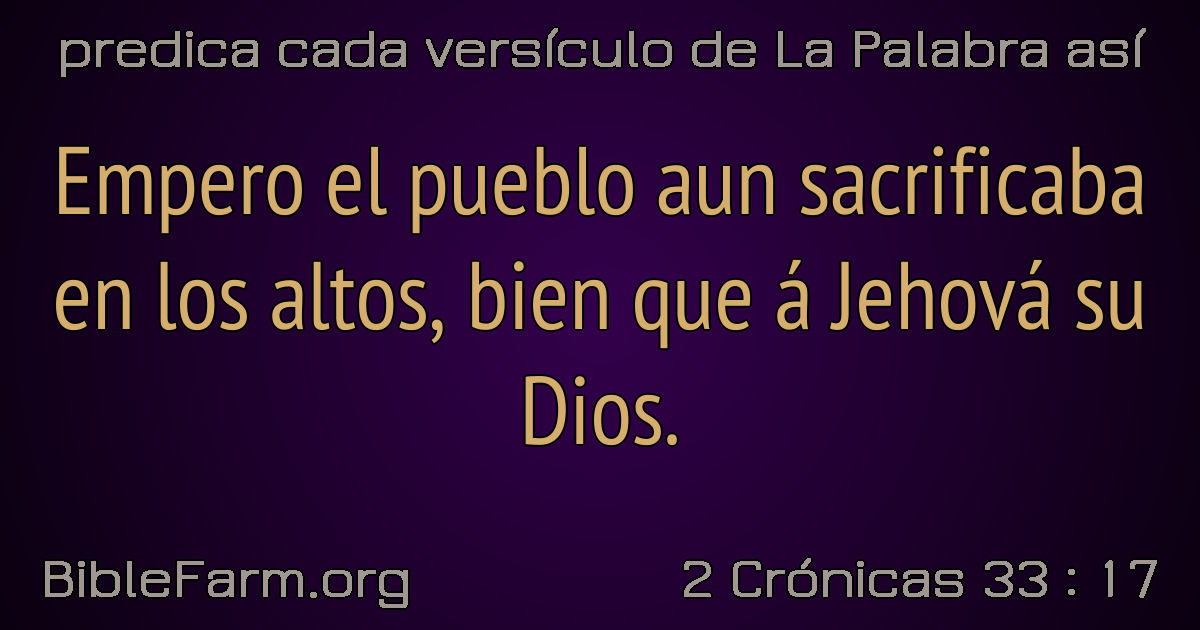 predica cada versículo de La Palabra así
Empero el pueblo aun sacrificaba
en los altos, bien que á Jehová su
Dios.
BibleFarm.org
2 Crónicas 33 : 17